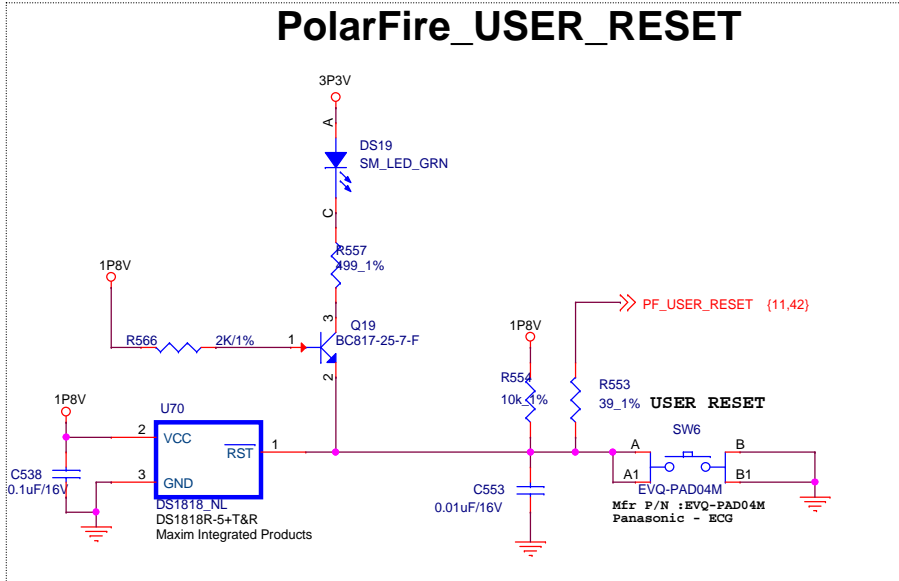 PolarFire_USER_RESET
3P3V
A
DS19
SM_LED_GRN
C
R557
499_1%
1P8V
PF_USER_RESET {11,42}
3
Q19
BC817-25-7-F
R566
2K/1%
1
2
1P8V
R554
10k_1%
R553
39_1%
USER RESET
1P8V
U70
SW6
2
VCC
RST
1
A
B
3
GND
A1
B1
C538
0.1uF/16V
C553
0.01uF/16V
EVQ-PAD04M
DS1818_NL
DS1818R-5+T&R
Maxim Integrated Products
Mfr P/N :EVQ-PAD04M
Panasonic - ECG